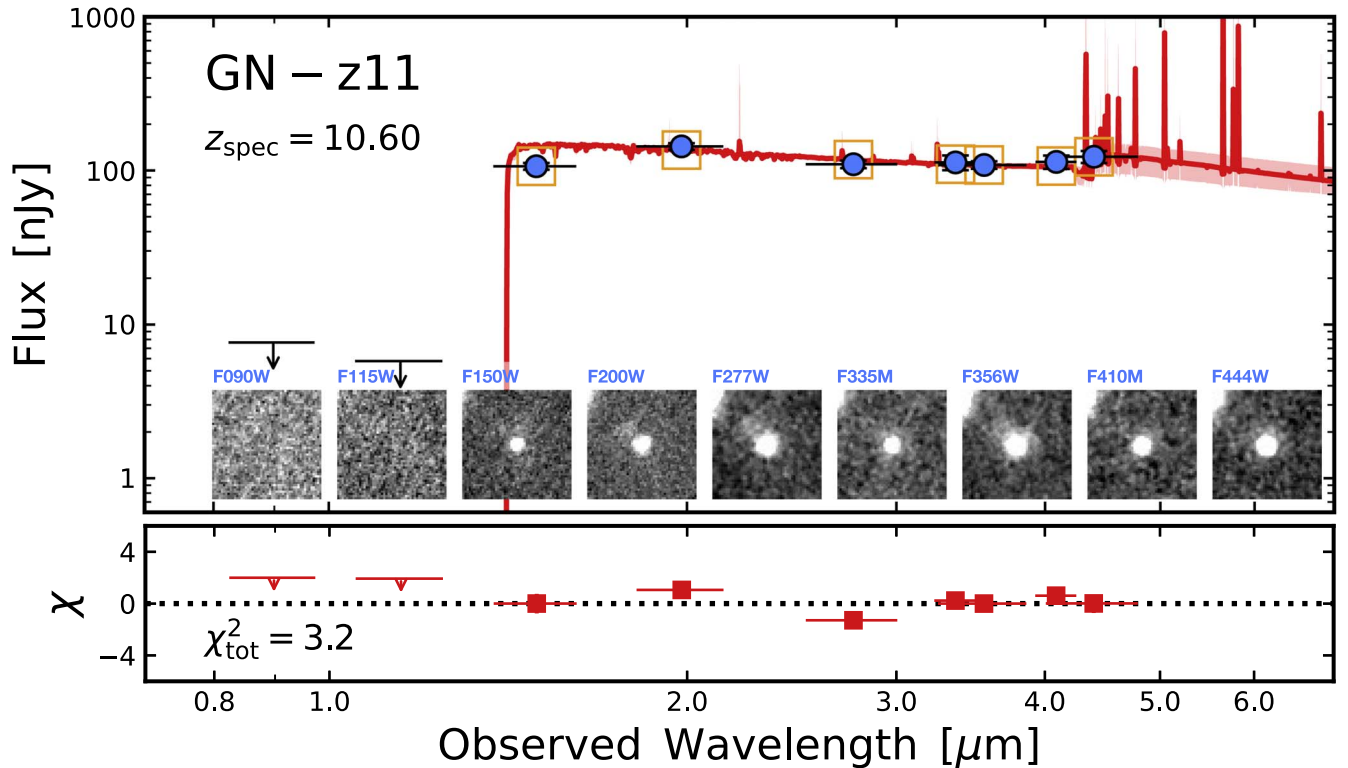 1000
100
10
1
Flux [nJy]
GN − z11
z_spec = 10.60
F090W F115W F150W F200W F277W F335M F356W F410M F444W
4
0
−4
χ
χ²_tot = 3.2
0.8 1.0 2.0 3.0 4.0 5.0 6.0
Observed Wavelength [μm]